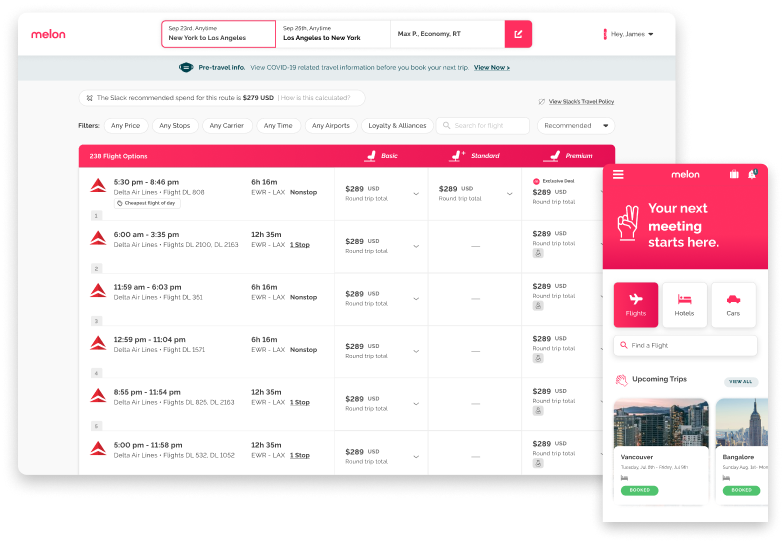 melon
Sep 23rd, Anytime
New York to Los Angeles
Sep 26th, Anytime
Los Angeles to New York
Max P., Economy, RT
Hey, James
Pre-travel info. View COVID-19 related travel information before you book your next trip. View Now >
The Slack recommended spend for this route is $279 USD | How is this calculated?
View Slack's Travel Policy
Filters: Any Price Any Stops Any Carrier Any Time Any Airports Loyalty & Alliances Search for flight Recommended
238 Flight Options Basic Standard Premium
5:30 pm - 8:46 pm 6h 16m $289 USD $289 USD Exclusive Deal
Delta Air Lines • Flight DL 808 EWR - LAX Nonstop Round trip total Round trip total $289 USD
Cheapest flight of day Round trip total
1
6:00 am - 3:35 pm 12h 35m $289 USD — $289 USD
Delta Air Lines • Flights DL 2100, DL 2163 EWR - LAX 1 Stop Round trip total Round trip total
2
11:59 am - 6:03 pm 6h 16m $289 USD — $289 USD
Delta Air Lines • Flight DL 351 EWR - LAX Nonstop Round trip total Round trip total
3
12:59 pm - 11:04 pm 6h 16m $289 USD — $289 USD
Delta Air Lines • Flight DL 1571 EWR - LAX Nonstop Round trip total Round trip total
4
8:55 pm - 11:54 pm 12h 35m $289 USD — $289 USD
Delta Air Lines • Flights DL 825, DL 2163 EWR - LAX 1 Stop Round trip total Round trip total
5
5:00 pm - 11:58 pm 12h 35m $289 USD — $289 USD
Delta Air Lines • Flights DL 532, DL 1052 EWR - LAX 1 Stop Round trip total Round trip total
melon
Your next
meeting
starts here.
Flights Hotels Cars
Find a Flight
Upcoming Trips VIEW ALL
Vancouver Bangalore
Tuesday, Jul 8th - Friday, Jul 9th Sunday Aug. 1st -
BOOKED BOOKED